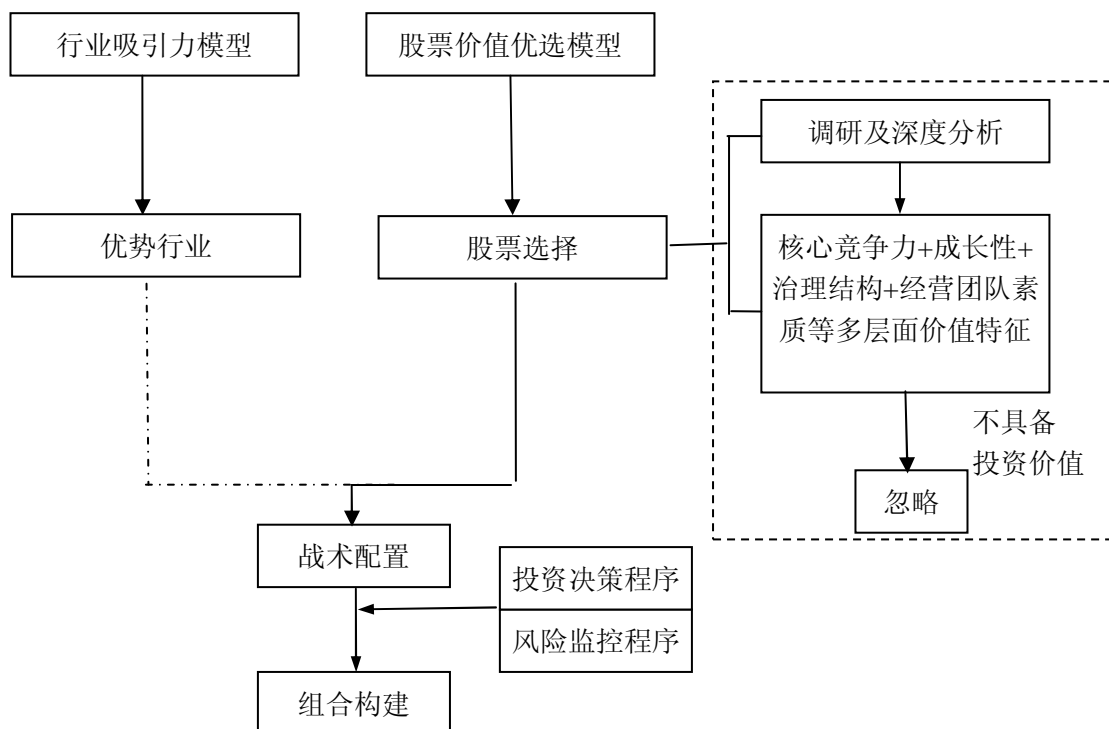 行业吸引力模型
股票价值优选模型
调研及深度分析
优势行业
股票选择
核心竞争力+成长性+
治理结构+经营团队素
质等多层面价值特征
不具备
投资价值
忽略
战术配置
投资决策程序
风险监控程序
组合构建